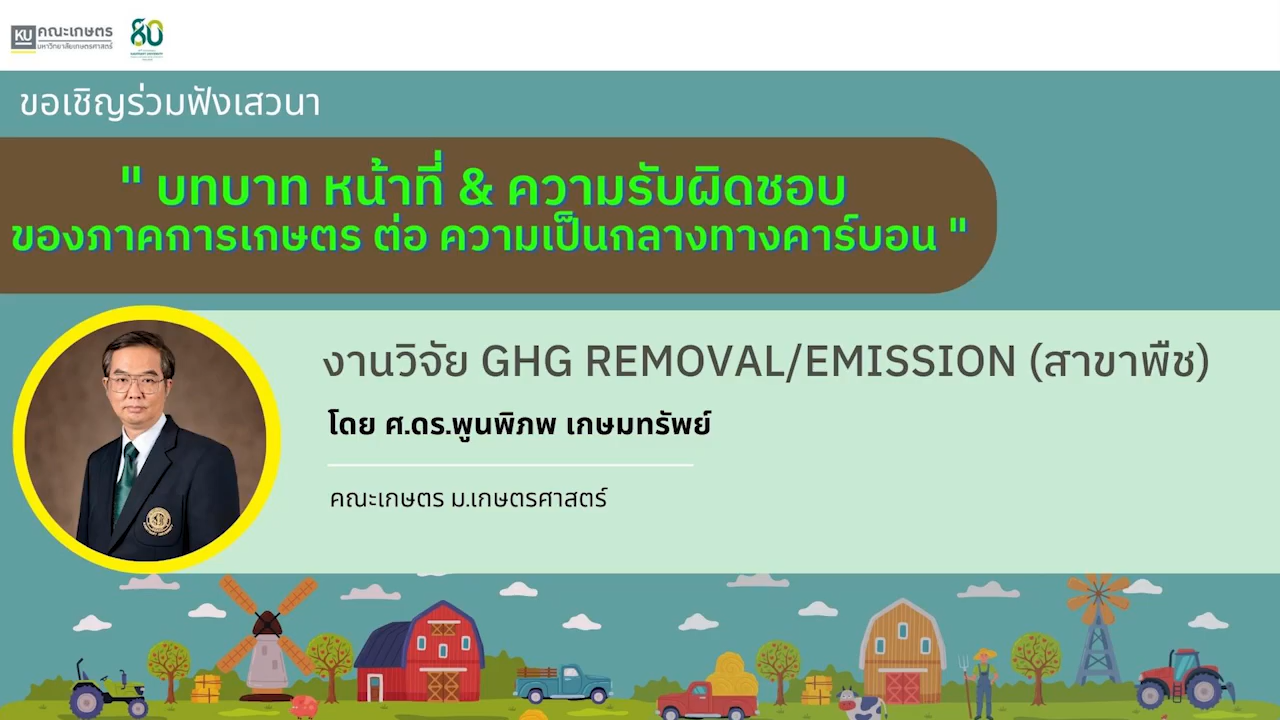 KU คณะเกษตร
มหาวิทยาลัยเกษตรศาสตร์
80
ขอเชิญร่วมฟังเสวนา
" บทบาท หน้าที่ & ความรับผิดชอบ
ของภาคการเกษตร ต่อ ความเป็นกลางทางคาร์บอน "
งานวิจัย GHG REMOVAL/EMISSION (สาขาพืช)
โดย ศ.ดร.พูนพิภพ เกษมทรัพย์
คณะเกษตร ม.เกษตรศาสตร์